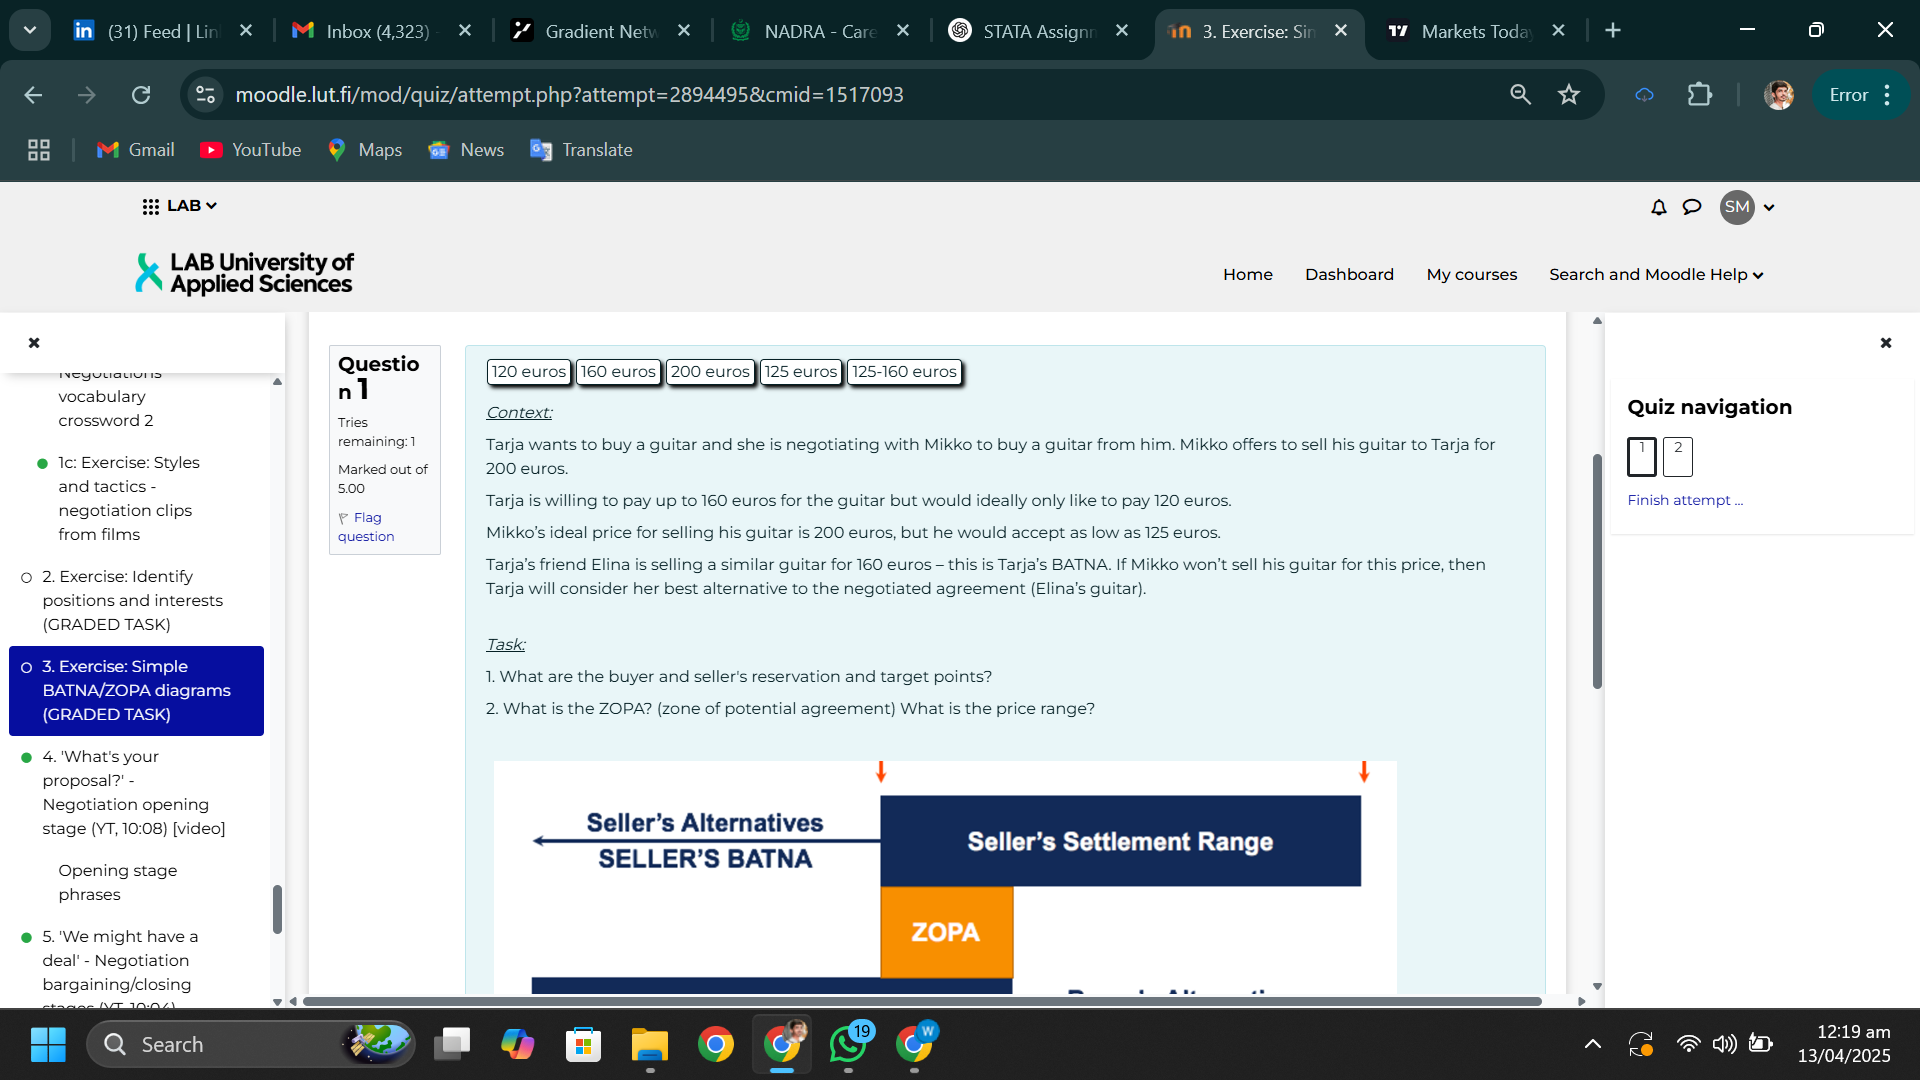 (31) Feed | Lin
Inbox (4,323) -
Gradient Netw
NADRA - Care
STATA Assignm
3. Exercise: Sim
Markets Today
moodle.lut.fi/mod/quiz/attempt.php?attempt=2894495&cmid=1517093
Error
Gmail
YouTube
Maps
News
Translate
LAB
SM
LAB University of
Applied Sciences
Home
Dashboard
My courses
Search and Moodle Help
Negotiations
vocabulary
crossword 2
1c: Exercise: Styles
and tactics -
negotiation clips
from films
2. Exercise: Identify
positions and interests
(GRADED TASK)
3. Exercise: Simple
BATNA/ZOPA diagrams
(GRADED TASK)
4. 'What's your
proposal?' -
Negotiation opening
stage (YT, 10:08) [video]
Opening stage
phrases
5. 'We might have a
deal' - Negotiation
bargaining/closing
stages (YT, 10:04)
Questio
n 1
Tries
remaining: 1
Marked out of
5.00
Flag
question
120 euros
160 euros
200 euros
125 euros
125-160 euros
Context:
Tarja wants to buy a guitar and she is negotiating with Mikko to buy a guitar from him. Mikko offers to sell his guitar to Tarja for
200 euros.
Tarja is willing to pay up to 160 euros for the guitar but would ideally only like to pay 120 euros.
Mikko’s ideal price for selling his guitar is 200 euros, but he would accept as low as 125 euros.
Tarja’s friend Elina is selling a similar guitar for 160 euros – this is Tarja’s BATNA. If Mikko won’t sell his guitar for this price, then
Tarja will consider her best alternative to the negotiated agreement (Elina’s guitar).
Task:
1. What are the buyer and seller's reservation and target points?
2. What is the ZOPA? (zone of potential agreement) What is the price range?
Seller’s Alternatives
SELLER’S BATNA
Seller’s Settlement Range
ZOPA
Quiz navigation
1
2
Finish attempt ...
Search
19
W
12:19 am
13/04/2025